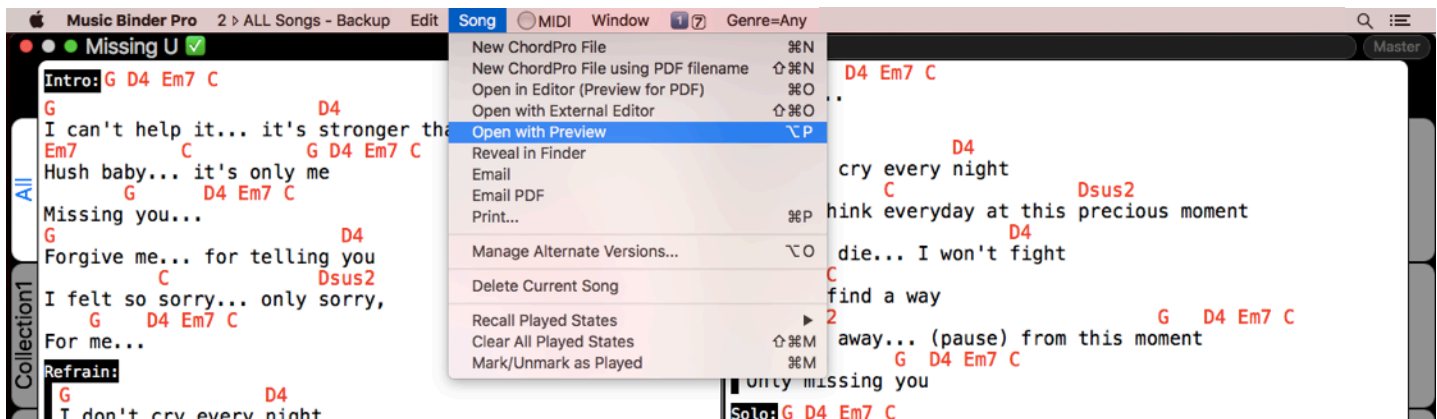 Music Binder Pro 2 ▹ ALL Songs - Backup Edit Song MIDI Window 1 7 Genre=Any
Missing U ✅
Master
All
Collection1
Intro: G D4 Em7 C
G D4
I can't help it... it's stronger
Em7 C G D4 Em7 C
Hush baby... it's only me
G D4 Em7 C
Missing you...
G D4
Forgive me... for telling you
C Dsus2
I felt so sorry... only sorry,
G D4 Em7 C
For me...
Refrain:
G D4
I don't cry every night
New ChordPro File ⌘N
New ChordPro File using PDF filename ⇧⌘N
Open in Editor (Preview for PDF) ⌘O
Open with External Editor ⇧⌘O
Open with Preview ⌥P
Reveal in Finder
Email
Email PDF
Print... ⌘P
Manage Alternate Versions... ⌥O
Delete Current Song
Recall Played States ▶
Clear All Played States ⇧⌘M
Mark/Unmark as Played ⌘M
D4 Em7 C
..
D4
cry every night
C Dsus2
hink everyday at this precious moment
D4
die... I won't fight
C
find a way
2 G D4 Em7 C
away... (pause) from this moment
G D4 Em7 C
Only missing you
Solo: G D4 Em7 C